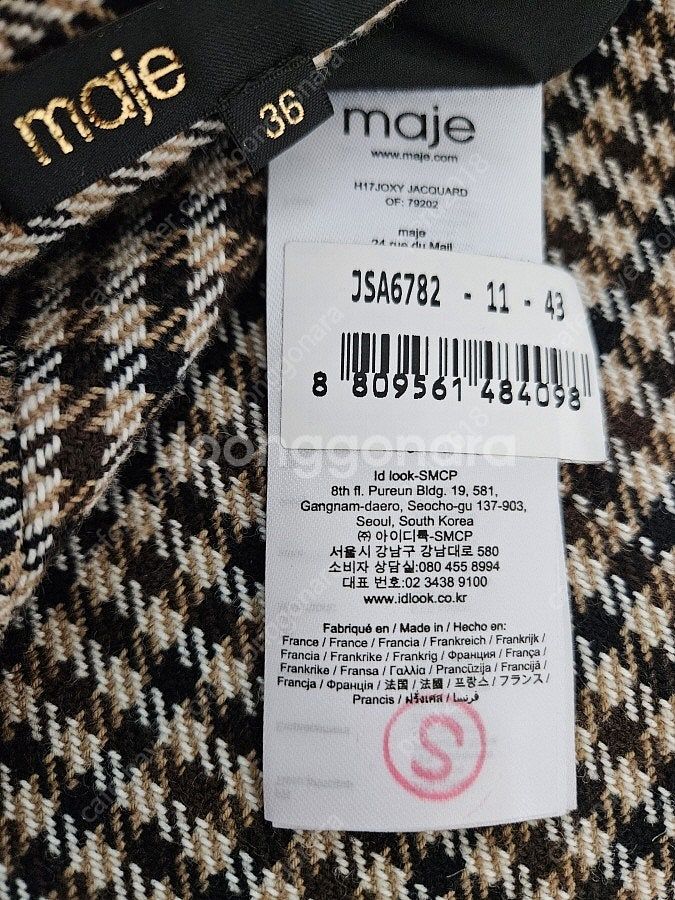 maje
36
maje
www.maje.com
H17JOXY JACQUARD
OF: 79202
maje
24 rue du Mail
JSA6782 - 11 - 43
8 809561 484098
loonggonara
Id look-SMCP
8th fl. Pureun Bldg. 19, 581,
Gangnam-daero, Seocho-gu 137-903,
Seoul, South Korea
㈜ 아이디룩-SMCP
서울시 강남구 강남대로 580
소비자 상담실:080 455 8994
대표 번호:02 3438 9100
www.idlook.co.kr
Fabriqué en / Made in / Hecho en:
France / France / Francia / Frankreich / Frankrijk /
Francia / Frankrike / Frankrig / Франция / França /
Frankrike / Fransa / Γαλλία / Prancūzija / Francijā /
Francja / Франція / 法国 / 法國 / 프랑스 / フランス /
Prancis / ฝรั่งเศส / فرنسا
S